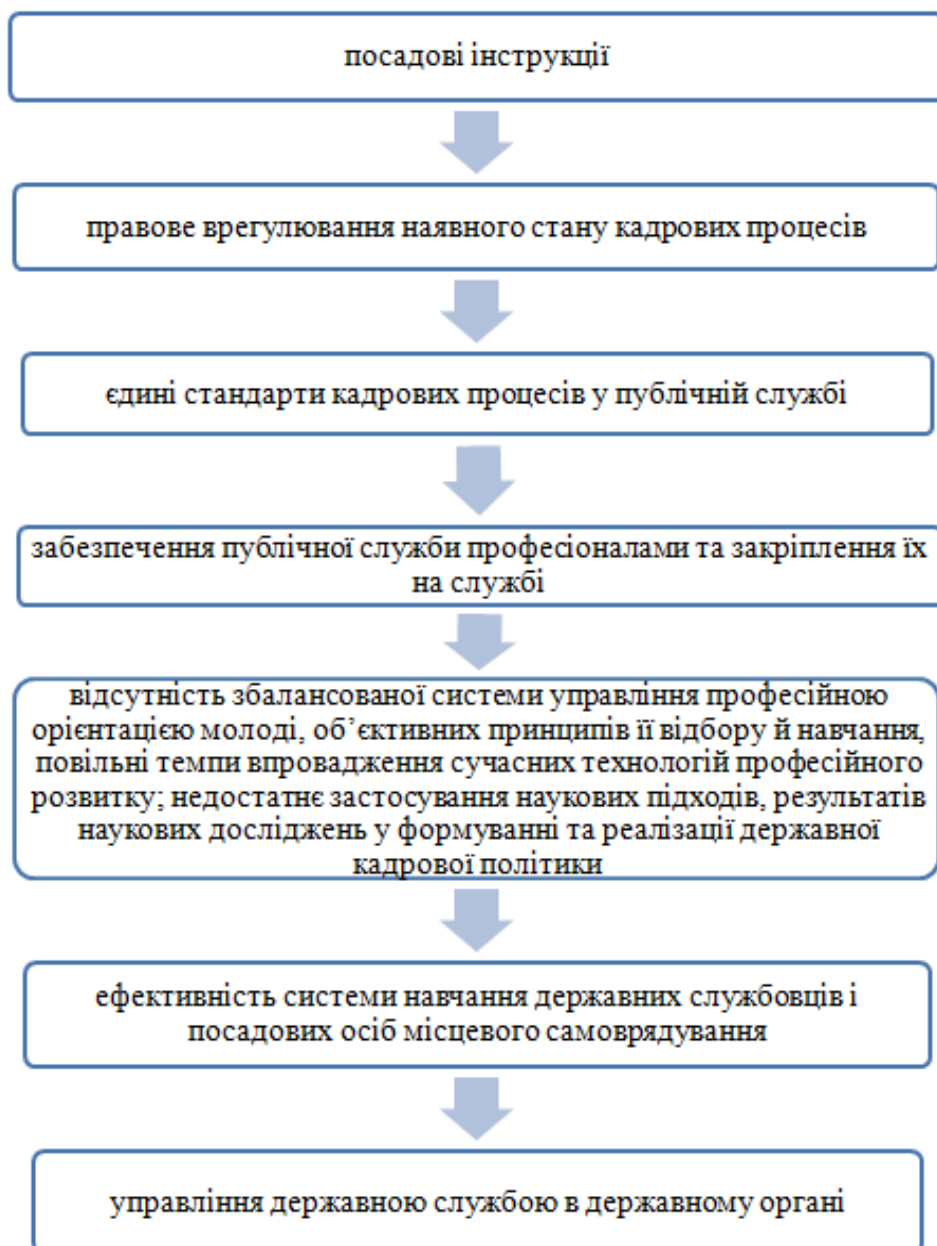 посадові інструкції
правове врегулювання наявного стану кадрових процесів
єдині стандарти кадрових процесів у публічній службі
забезпечення публічної служби професіоналами та закріплення їх
на службі
відсутність збалансованої системи управління професійною
орієнтацією молоді, об’єктивних принципів її відбору й навчання,
повільні темпи впровадження сучасних технологій професійного
розвитку; недостатнє застосування наукових підходів, результатів
наукових досліджень у формуванні та реалізації державної
кадрової політики
ефективність системи навчання державних службовців і
посадових осіб місцевого самоврядування
управління державною службою в державному органі